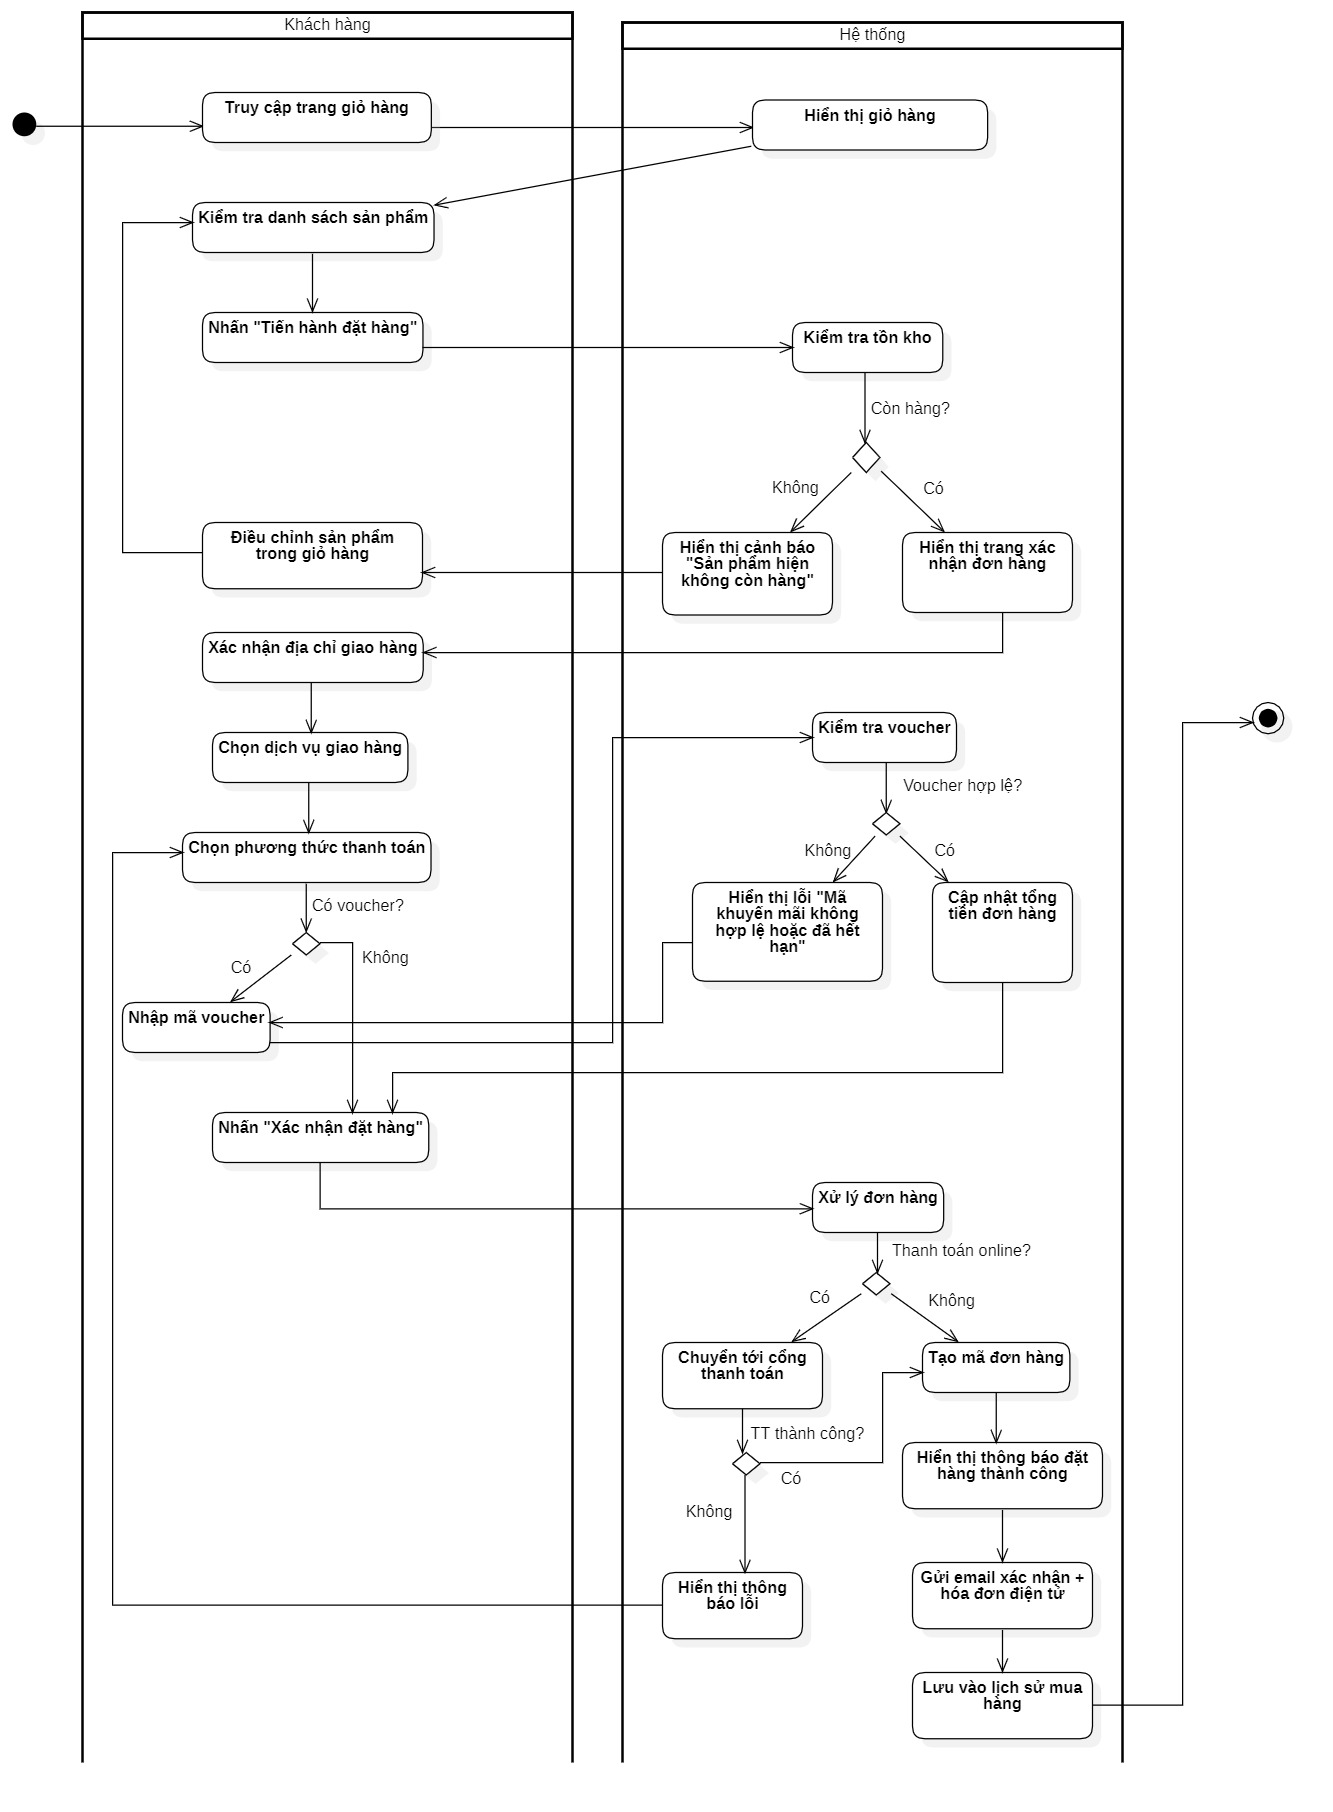 Khách hàng
Hệ thống
Truy cập trang giỏ hàng
Hiển thị giỏ hàng
Kiểm tra danh sách sản phẩm
Nhấn "Tiến hành đặt hàng"
Kiểm tra tồn kho
Còn hàng?
Không
Có
Điều chỉnh sản phẩm
trong giỏ hàng
Hiển thị cảnh báo
"Sản phẩm hiện
không còn hàng"
Hiển thị trang xác
nhận đơn hàng
Xác nhận địa chỉ giao hàng
Chọn dịch vụ giao hàng
Kiểm tra voucher
Voucher hợp lệ?
Chọn phương thức thanh toán
Không
Có
Hiển thị lỗi "Mã
khuyến mãi không
hợp lệ hoặc đã hết
hạn"
Cập nhật tổng
tiền đơn hàng
Có voucher?
Có
Không
Nhập mã voucher
Nhấn "Xác nhận đặt hàng"
Xử lý đơn hàng
Thanh toán online?
Có
Không
Chuyển tới cổng
thanh toán
Tạo mã đơn hàng
TT thành công?
Có
Không
Hiển thị thông báo đặt
hàng thành công
Hiển thị thông
báo lỗi
Gửi email xác nhận +
hóa đơn điện tử
Lưu vào lịch sử mua
hàng